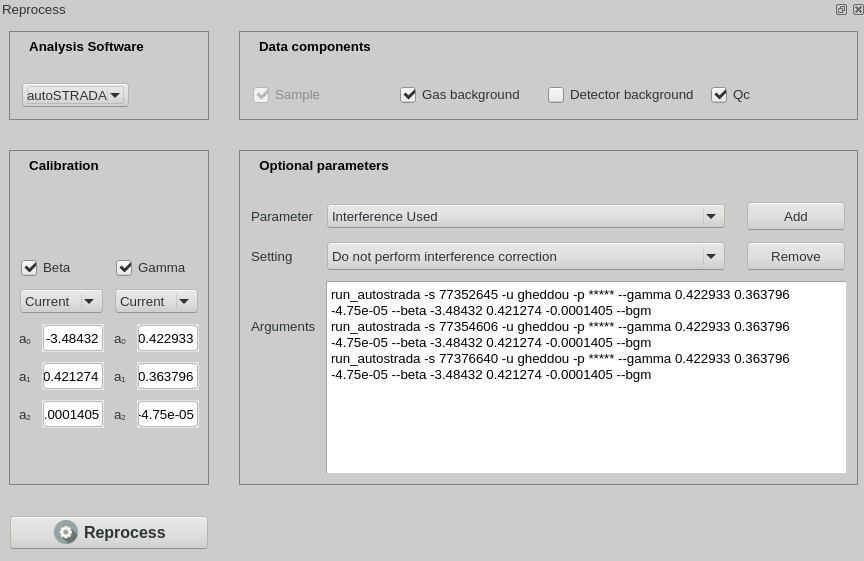 Reprocess
Analysis Software
autoSTRADA
Data components
Sample
Gas background
Detector background
Qc
Calibration
Beta
Gamma
Current
Current
a₀
-3.48432
a₀
0.422933
a₁
0.421274
a₁
0.363796
a₂
.0001405
a₂
-4.75e-05
Optional parameters
Parameter
Interference Used
Add
Setting
Do not perform interference correction
Remove
Arguments
run_autostrada -s 77352645 -u gheddou -p ***** --gamma 0.422933 0.363796
-4.75e-05 --beta -3.48432 0.421274 -0.0001405 --bgm
run_autostrada -s 77354606 -u gheddou -p ***** --gamma 0.422933 0.363796
-4.75e-05 --beta -3.48432 0.421274 -0.0001405 --bgm
run_autostrada -s 77376640 -u gheddou -p ***** --gamma 0.422933 0.363796
-4.75e-05 --beta -3.48432 0.421274 -0.0001405 --bgm
Reprocess